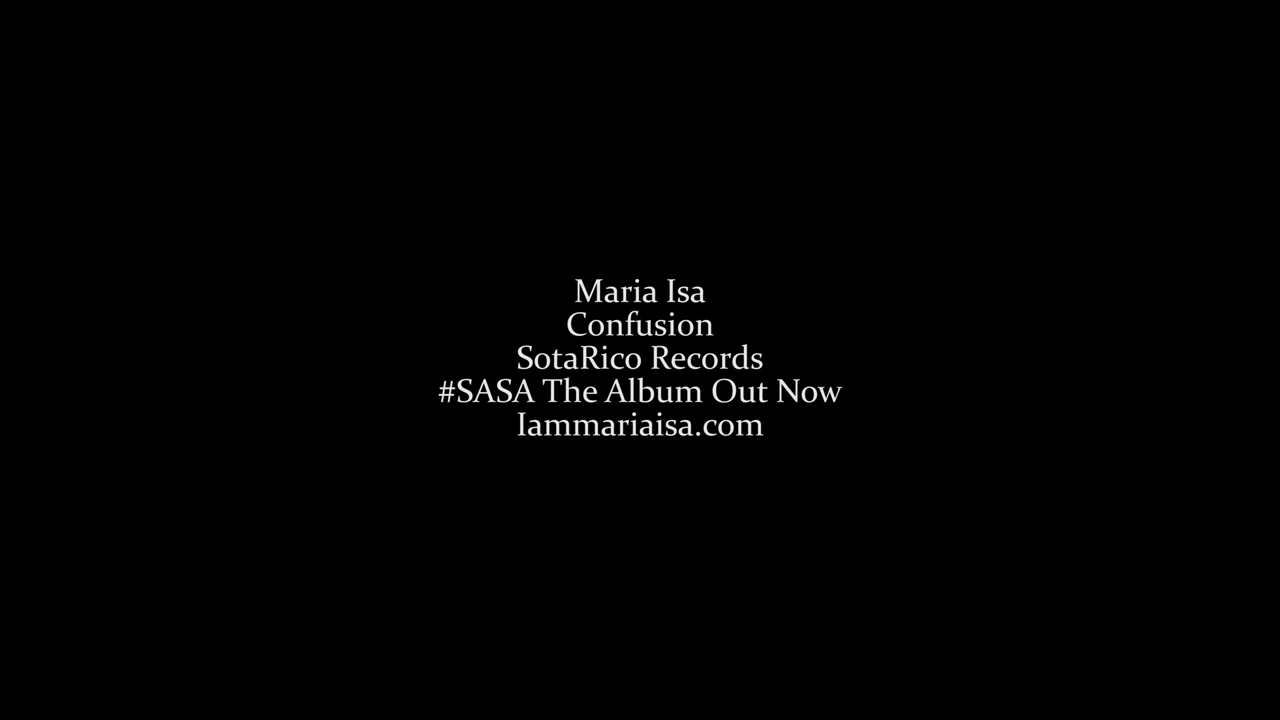 Maria Isa
Confusion
SotaRico Records
#SASA The Album Out Now
Iammariaisa.com